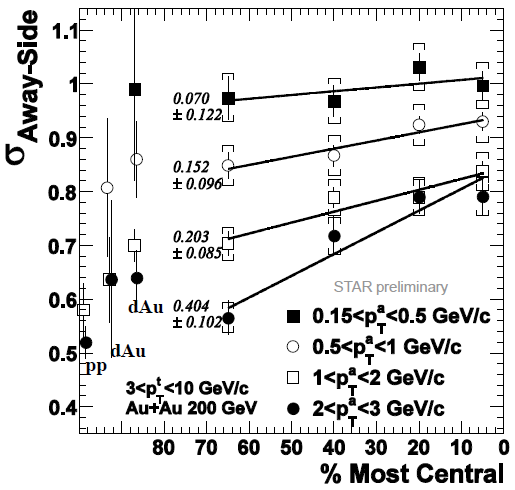 σ Away-Side
1.1
1
0.9
0.8
0.7
0.6
0.5
0.4
0.070
± 0.122
0.152
± 0.096
0.203
± 0.085
0.404
± 0.102
pp
dAu
dAu
STAR preliminary
0.15<p_T^a<0.5 GeV/c
0.5<p_T^a<1 GeV/c
1<p_T^a<2 GeV/c
2<p_T^a<3 GeV/c
3<p_T^t<10 GeV/c
Au+Au 200 GeV
80 70 60 50 40 30 20 10 0
% Most Central